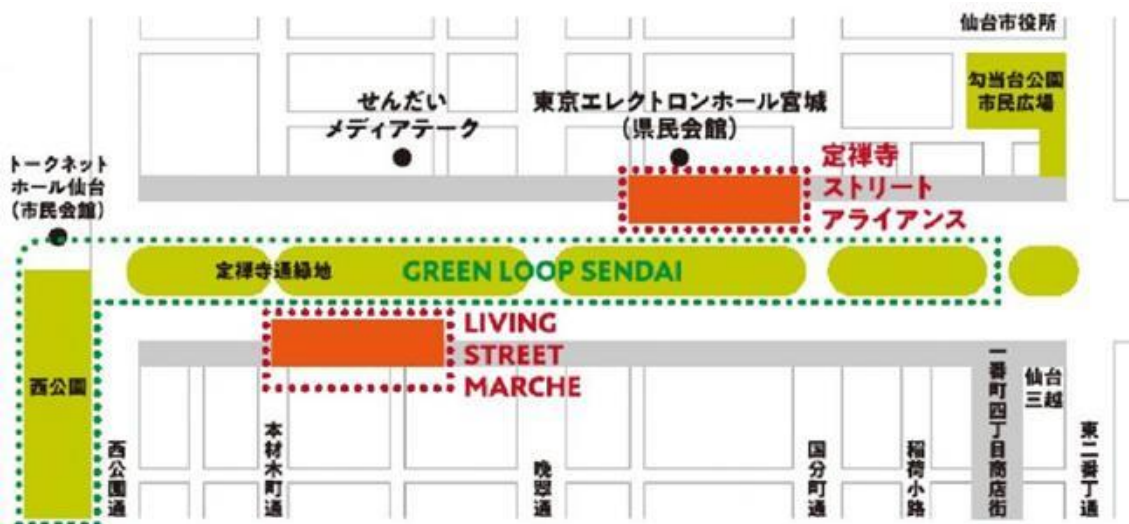 仙台市役所
勾当台公園
市民広場
せんだい
メディアテーク
東京エレクトロンホール宮城
(県民会館)
定禅寺
ストリート
アライアンス
トークネット
ホール仙台
(市民会館)
定禅寺通緑地
GREEN LOOP SENDAI
LIVING
STREET
MARCHE
西公園
西公園通
本材木町通
晩翠通
国分町通
稲荷小路
一番町四丁目商店街
仙台
三越
東二番丁通